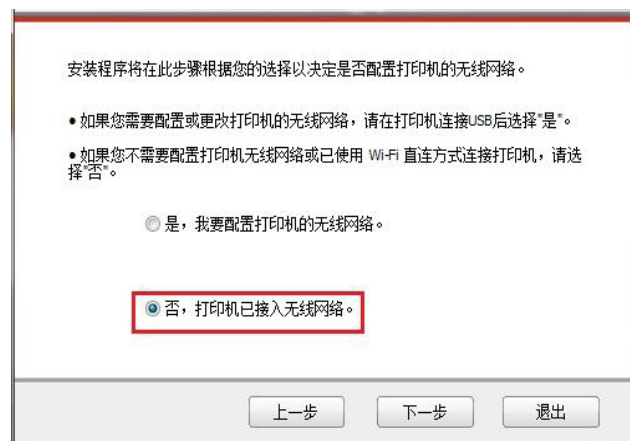 安装程序将在此步骤根据您的选择以决定是否配置打印机的无线网络。
• 如果您需要配置或更改打印机的无线网络，请在打印机连接USB后选择"是"。
• 如果您不需要配置打印机无线网络或已使用 Wi-Fi 直连方式连接打印机，请选
择"否"。
是，我要配置打印机的无线网络。
否，打印机已接入无线网络。
上一步 下一步 退出